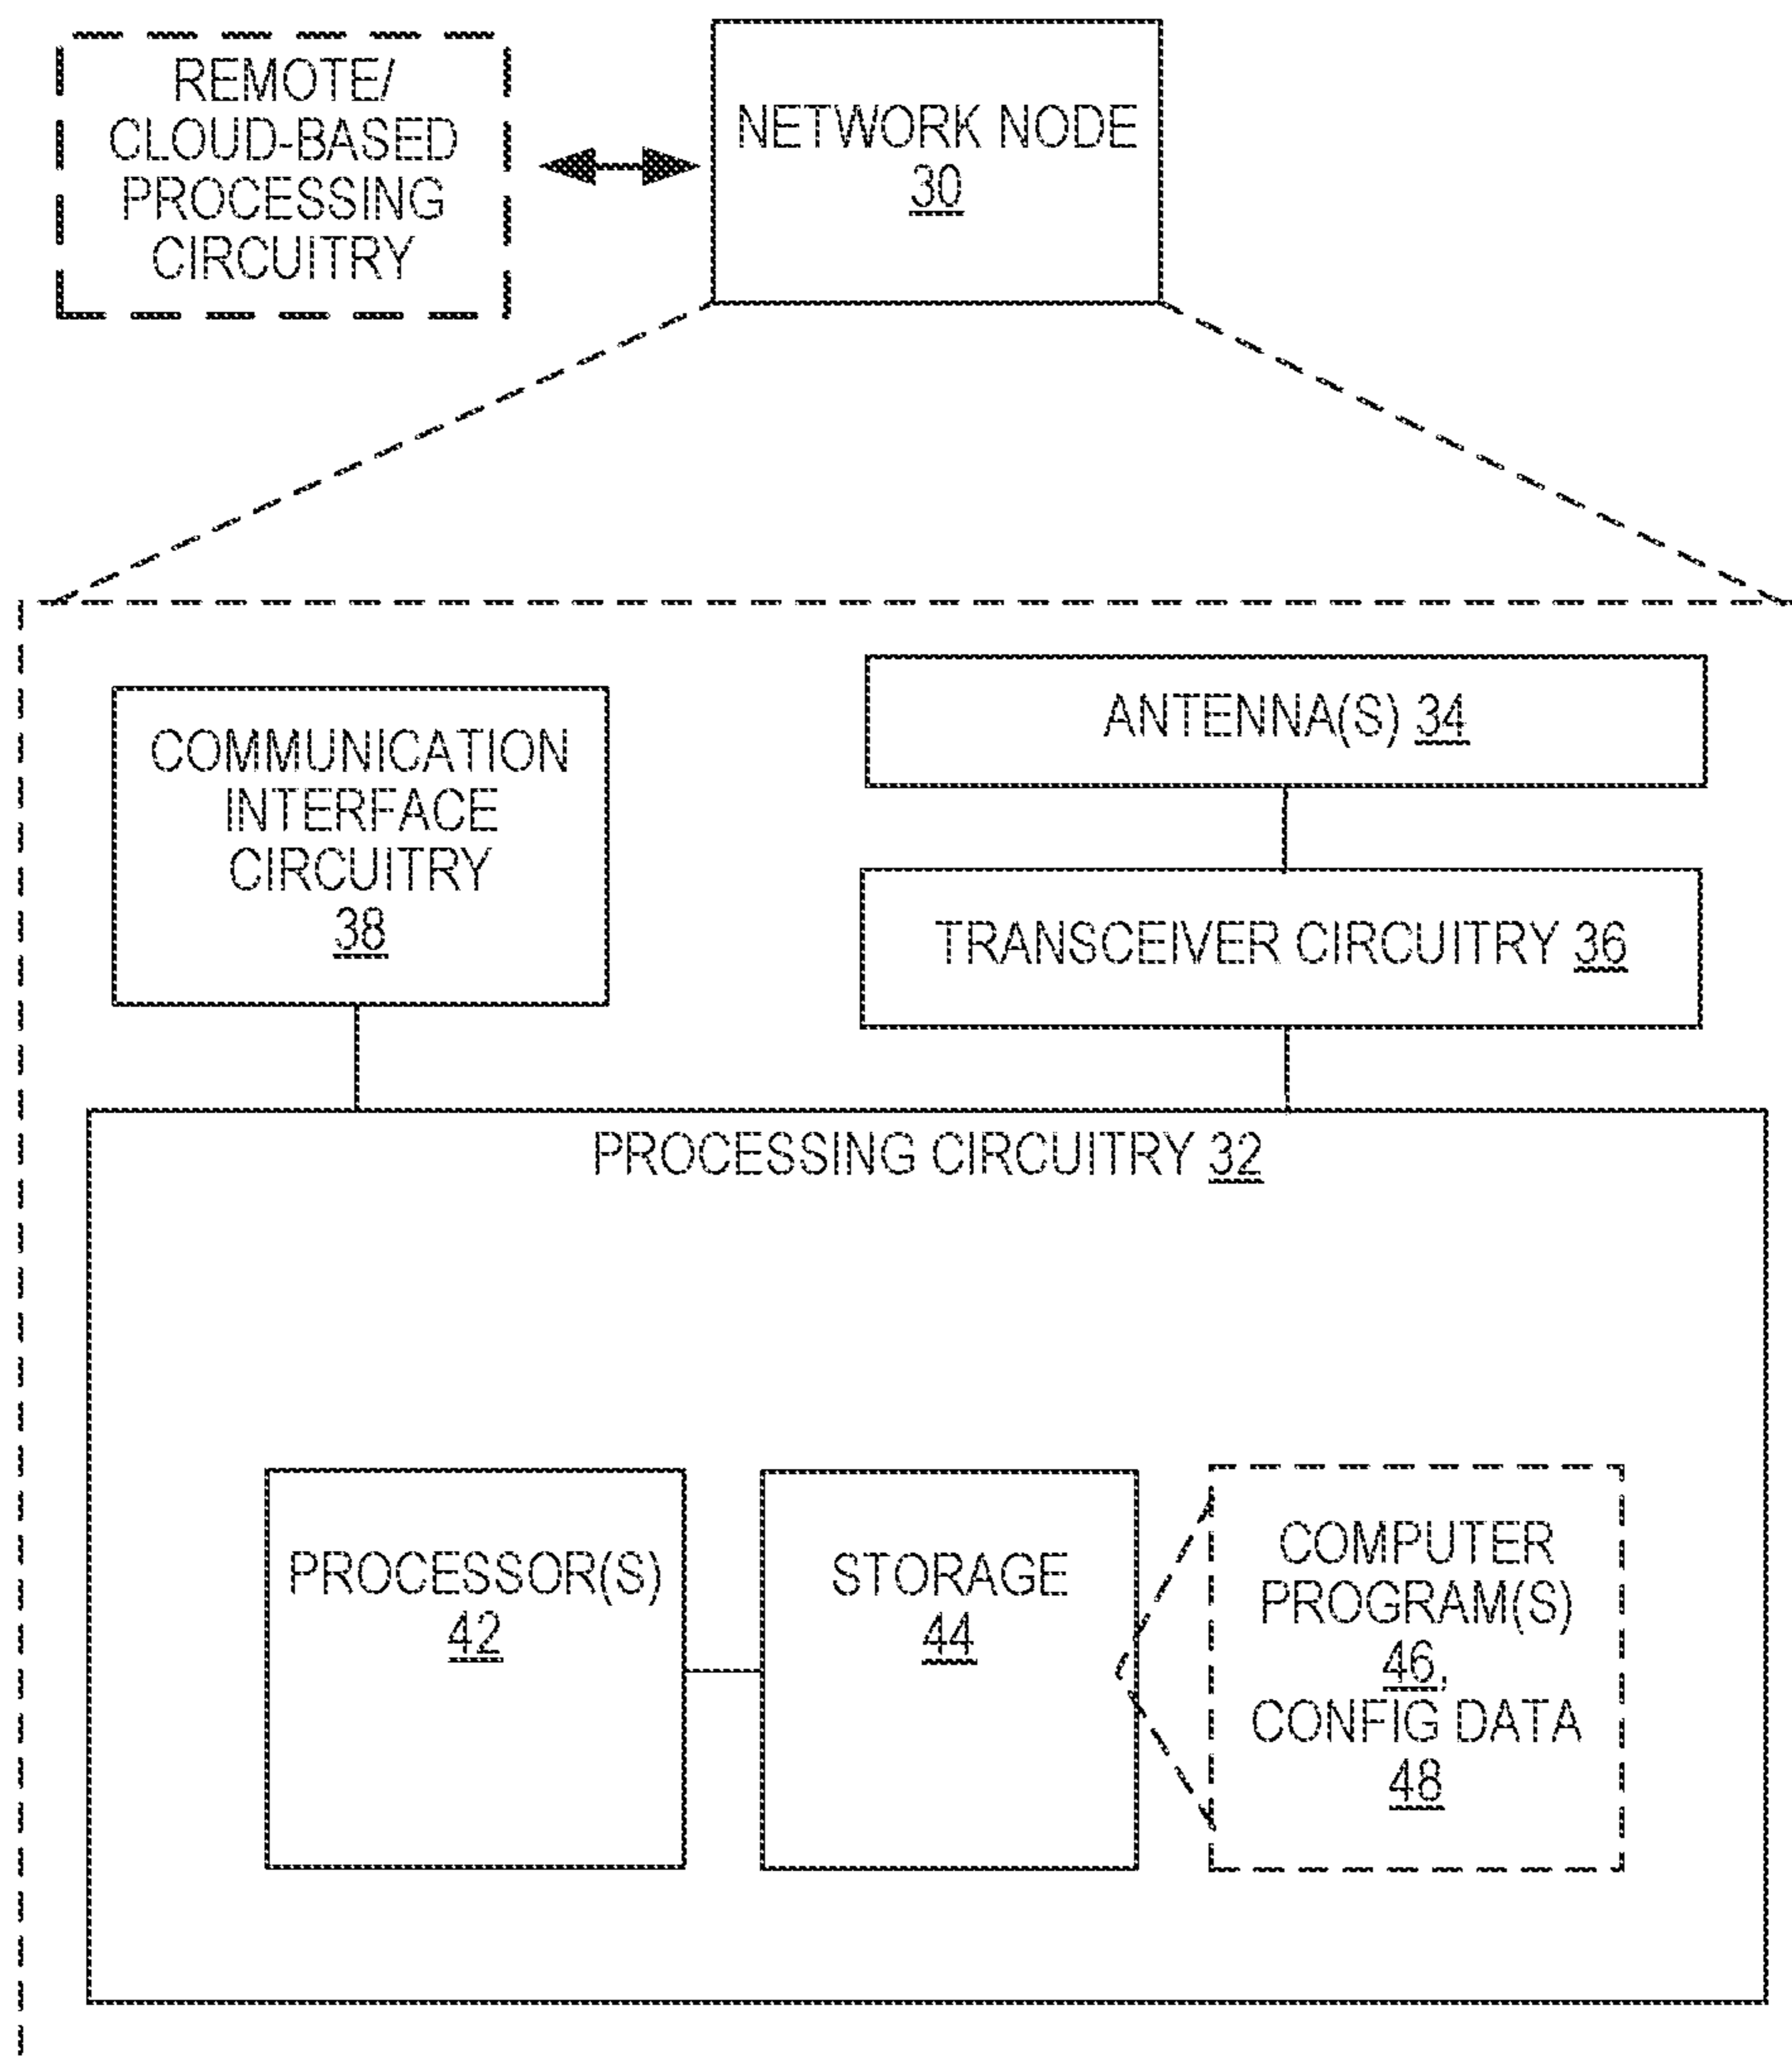 REMOTE/
CLOUD-BASED
PROCESSING
CIRCUITRY
NETWORK NODE
30
COMMUNICATION
INTERFACE
CIRCUITRY
38
ANTENNA(S) 34
TRANSCEIVER CIRCUITRY 36
PROCESSING CIRCUITRY 32
PROCESSOR(S)
42
STORAGE
44
COMPUTER
PROGRAM(S)
46,
CONFIG DATA
48